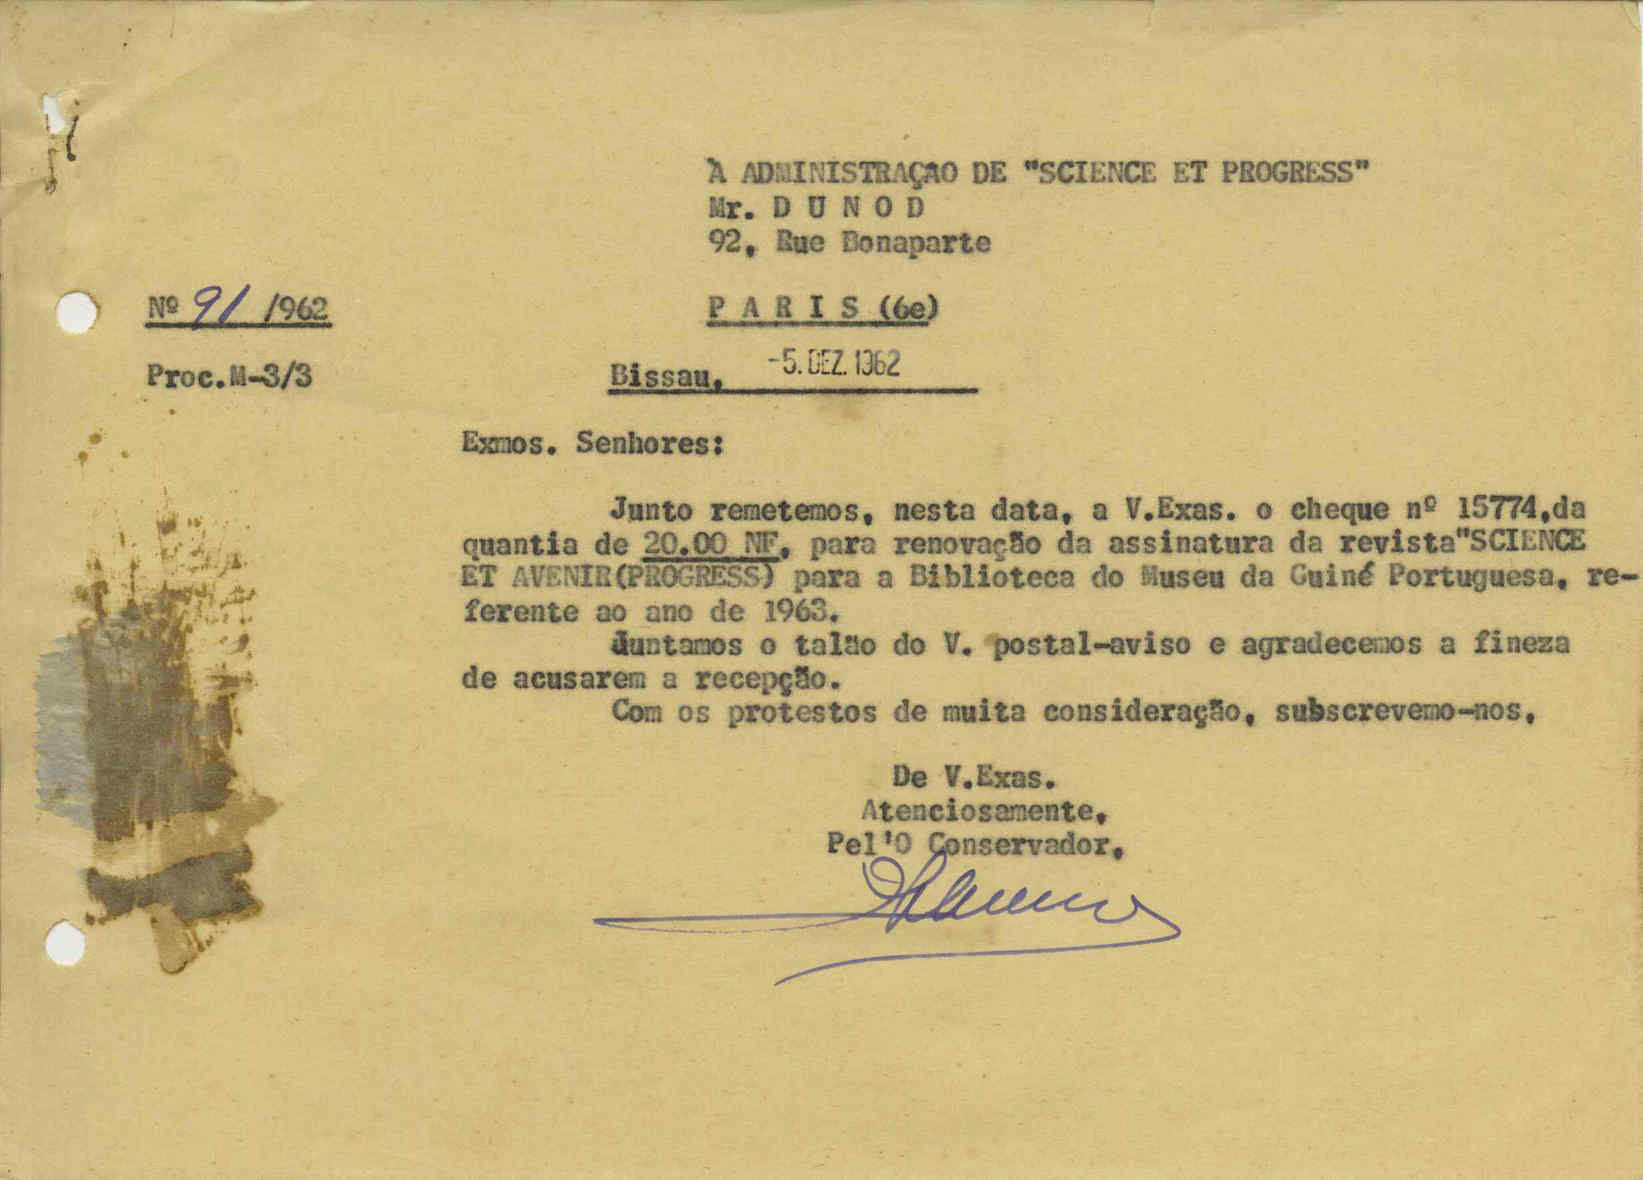 À ADMINISTRAÇÃO DE "SCIENCE ET PROGRESS"
Mr. D U N O D
92, Rue Bonaparte
Nº 91 /962
P A R I S (6e)
-5. DEZ. 1962
Proc.M-3/3
Bissau,
Exmos. Senhores:
Junto remetemos, nesta data, a V.Exas. o cheque nº 15774,da
quantia de 20.00 NF, para renovação da assinatura da revista"SCIENCE
ET AVENIR(PROGRESS) para a Biblioteca do Museu da Guiné Portuguesa, re-
ferente ao ano de 1963.
Juntamos o talão do V. postal-aviso e agradecemos a fineza
de acusarem a recepção.
Com os protestos de muita consideração, subscrevemo-nos,
De V.Exas.
Atenciosamente,
Pel'O Conservador,